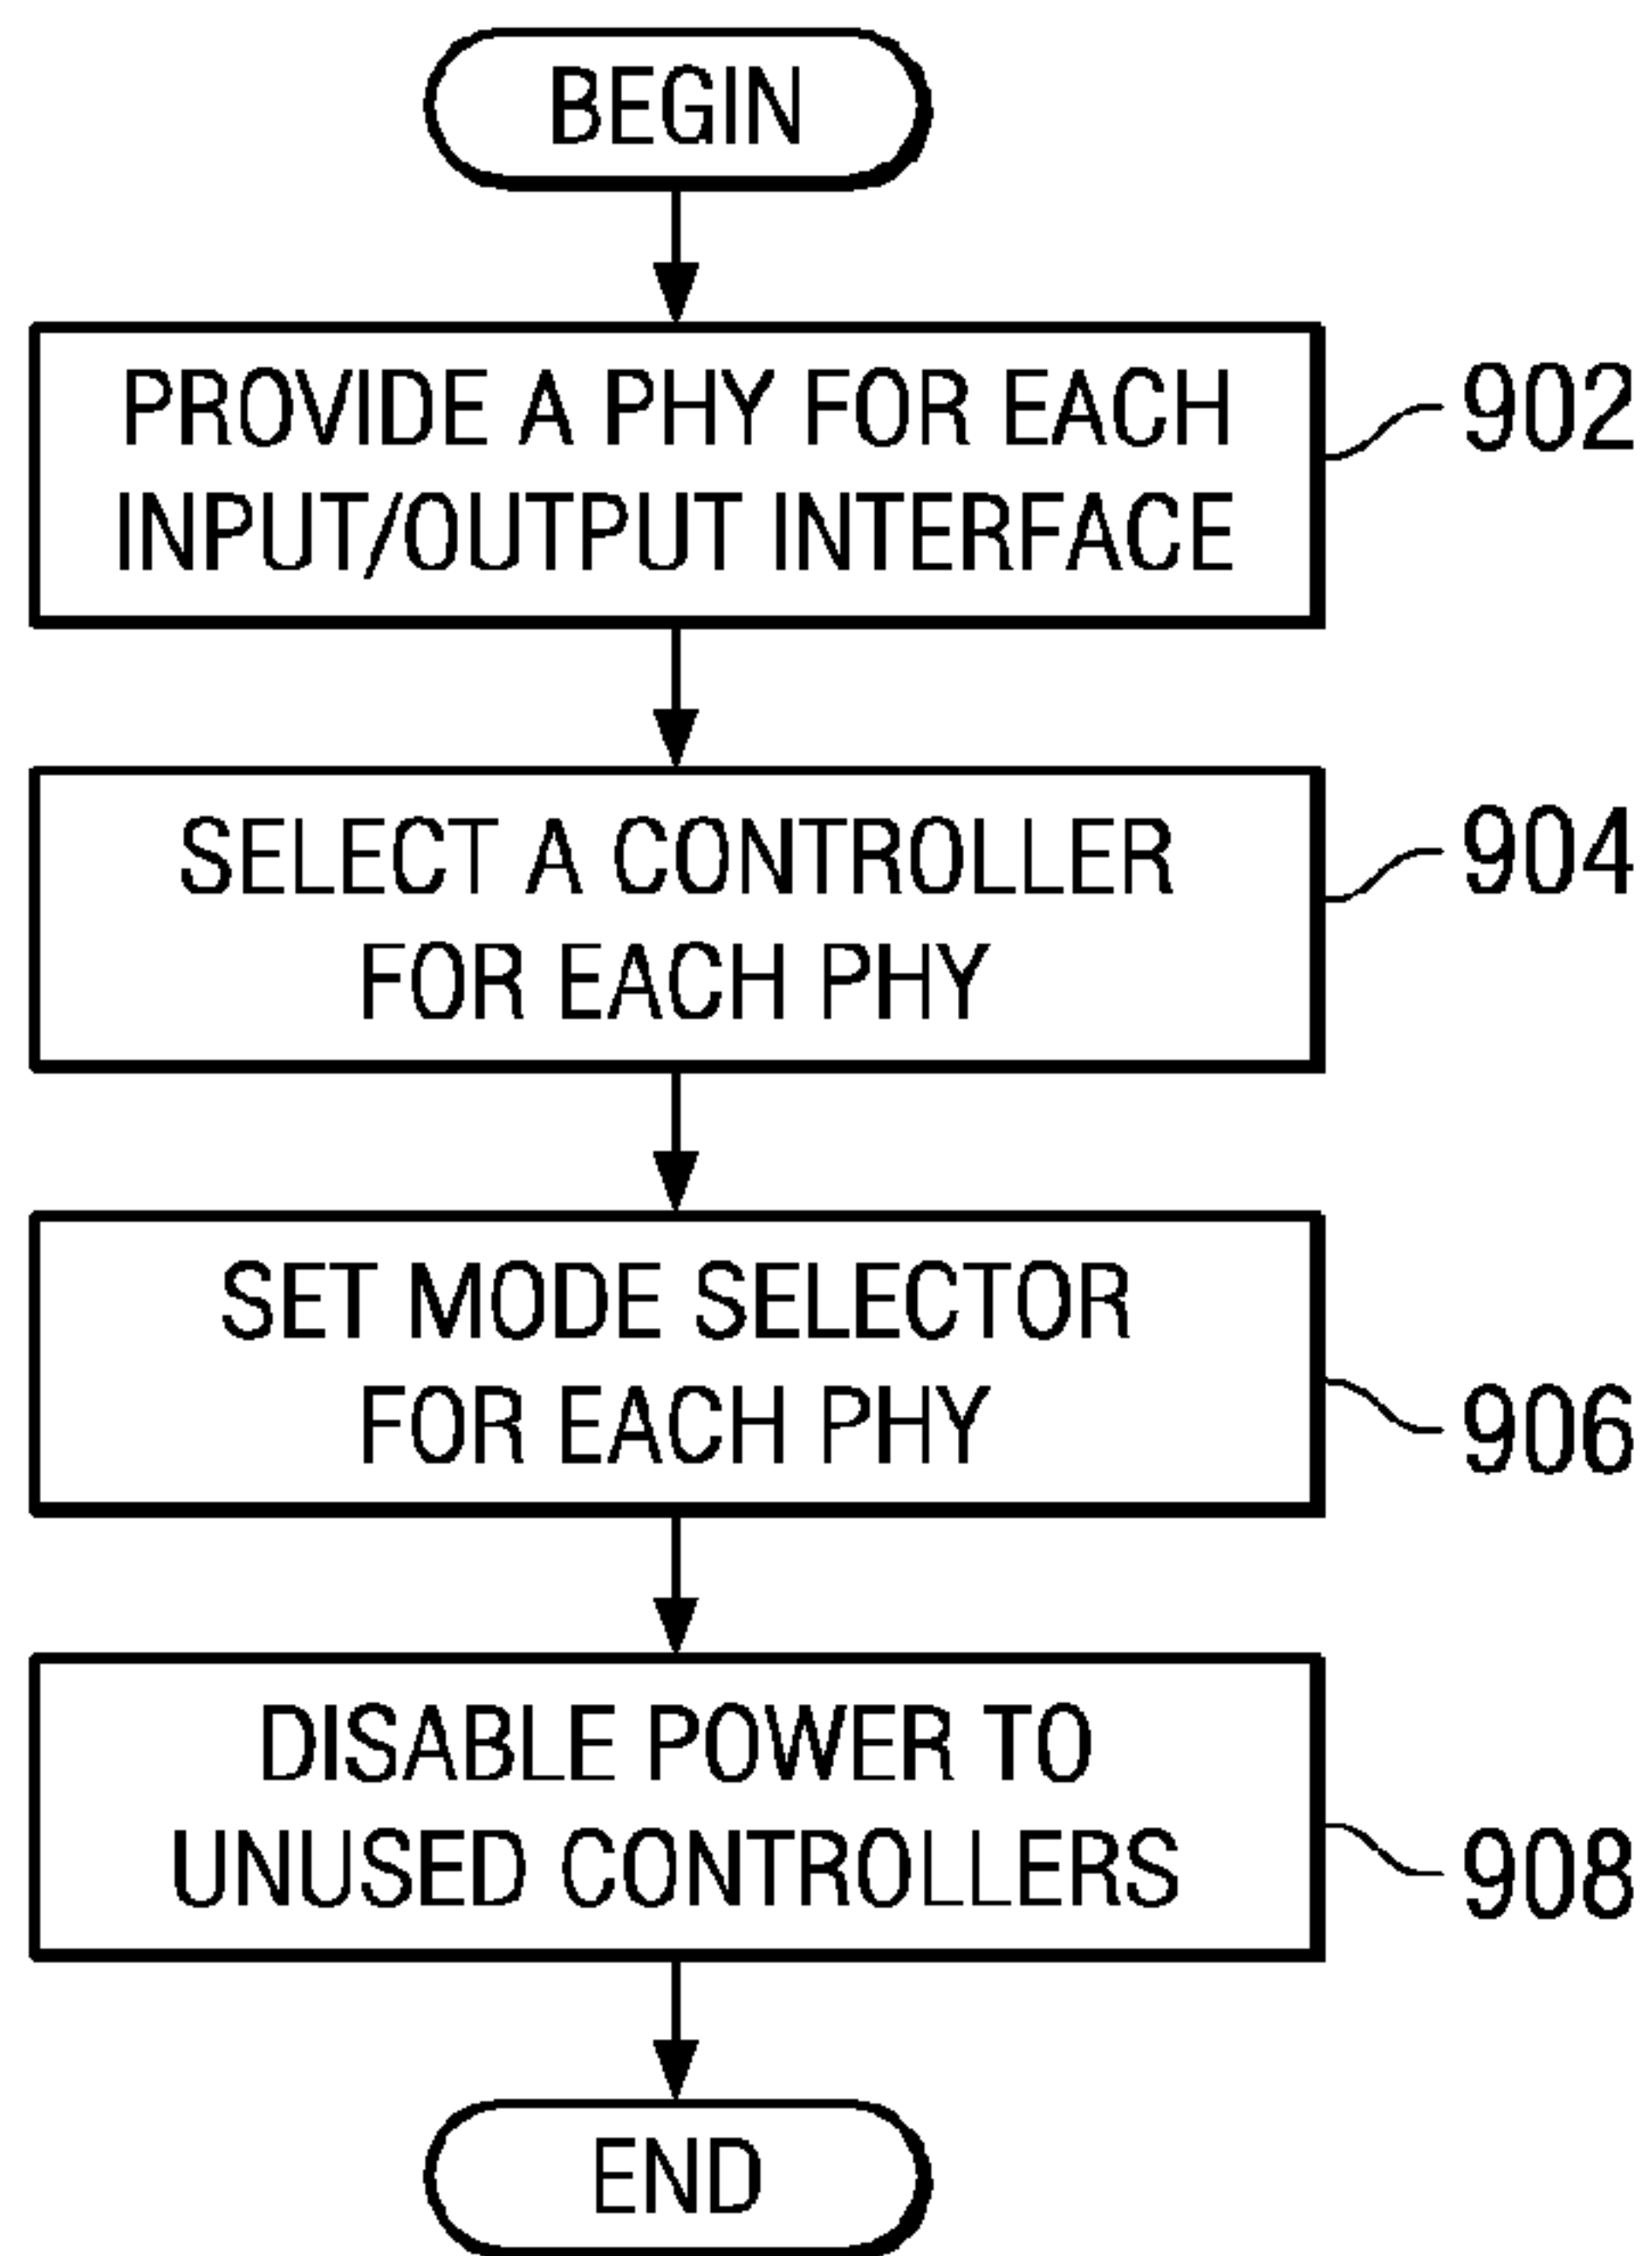 BEGIN
PROVIDE A PHY FOR EACH
INPUT/OUTPUT INTERFACE
902
SELECT A CONTROLLER
FOR EACH PHY
904
SET MODE SELECTOR
FOR EACH PHY
906
DISABLE POWER TO
UNUSED CONTROLLERS
908
END